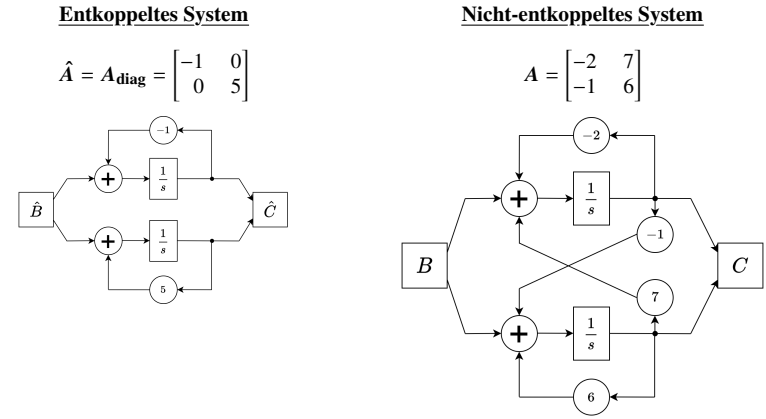 Entkoppeltes System
Â = A_diag = [−1 0
0 5]
−1
+
1/s
B̂
Ĉ
+
1/s
5
Nicht-entkoppeltes System
A = [−2 7
−1 6]
−2
+
1/s
−1
B
C
7
+
1/s
6